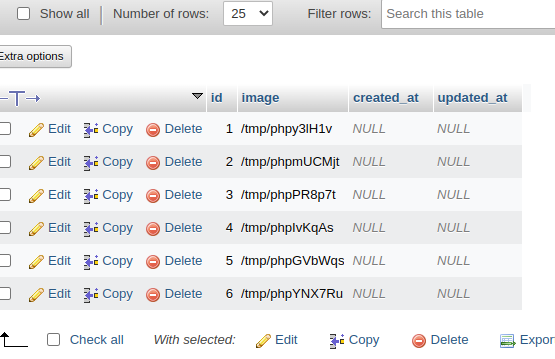 Show all Number of rows: 25 Filter rows: Search this table
Extra options
id image created_at updated_at
Edit Copy Delete 1 /tmp/phpy3lH1v NULL NULL
Edit Copy Delete 2 /tmp/phpmUCMjt NULL NULL
Edit Copy Delete 3 /tmp/phpPR8p7t NULL NULL
Edit Copy Delete 4 /tmp/phpIvKqAs NULL NULL
Edit Copy Delete 5 /tmp/phpGVbWqs NULL NULL
Edit Copy Delete 6 /tmp/phpYNX7Ru NULL NULL
Check all With selected: Edit Copy Delete Expor